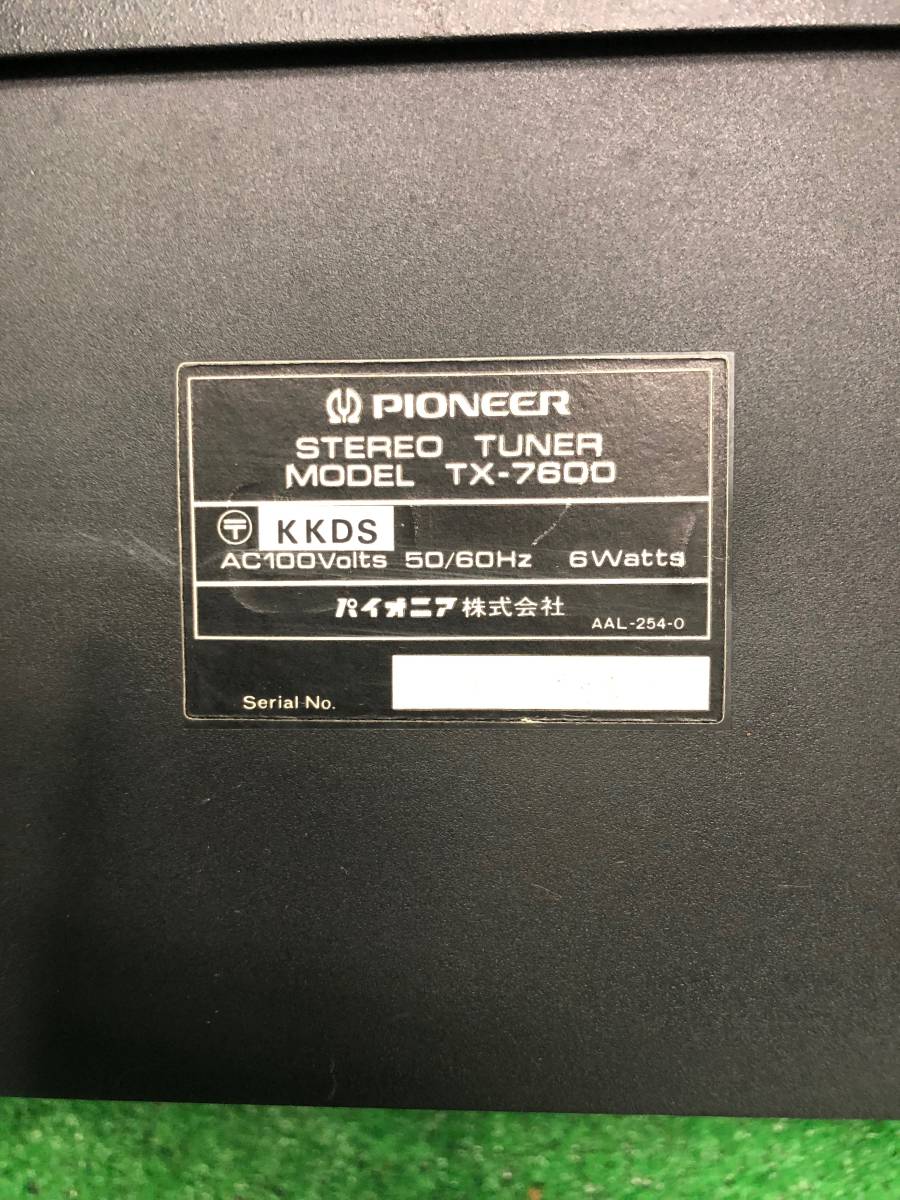 PIONEER
STEREO TUNER
MODEL TX-7600
〒 KKDS
AC100Volts 50/60Hz 6Watts
パイオニア株式会社
AAL-254-0
Serial No.